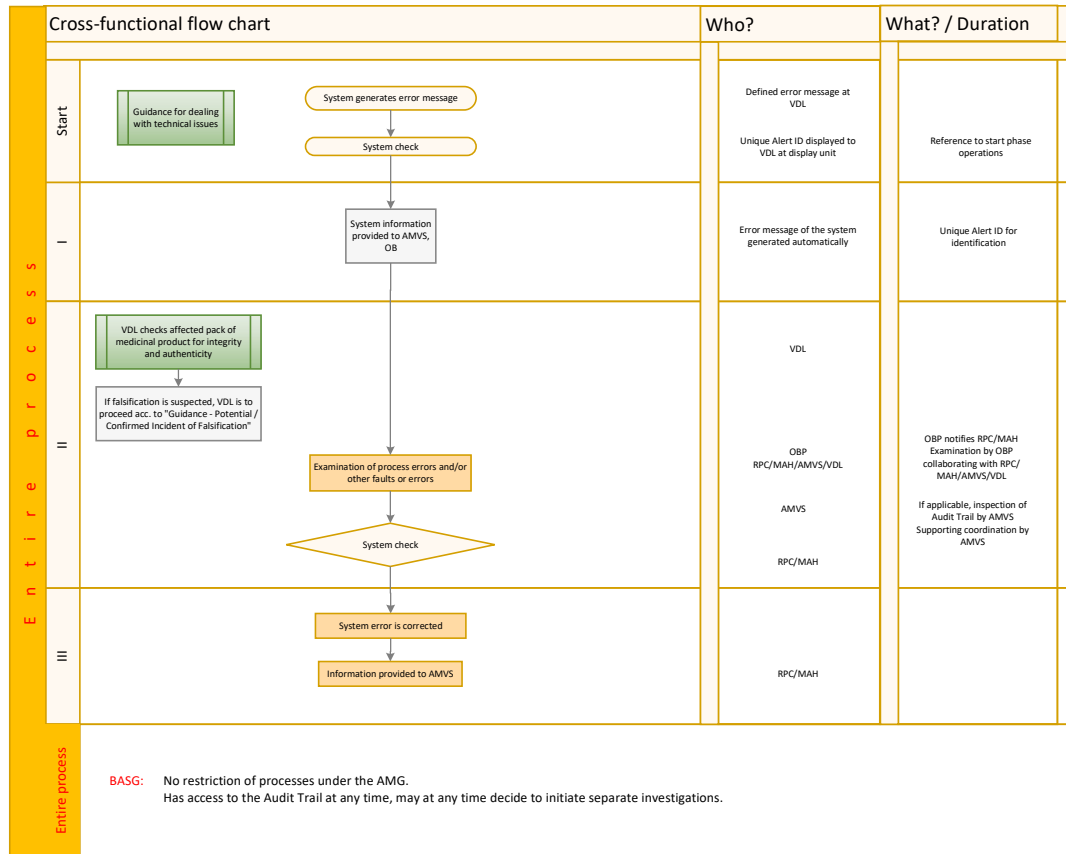 Cross-functional flow chart
Who?
What? / Duration
Entire process
Start
Guidance for dealing
with technical issues
System generates error message
System check
Defined error message at
VDL
Unique Alert ID displayed to
VDL at display unit
Reference to start phase
operations
I
System information
provided to AMVS,
OB
Error message of the system
generated automatically
Unique Alert ID for
identification
II
VDL checks affected pack of
medicinal product for integrity
and authenticity
If falsification is suspected, VDL is to
proceed acc. to "Guidance - Potential /
Confirmed Incident of Falsification"
Examination of process errors and/or
other faults or errors
System check
VDL
OBP
RPC/MAH/AMVS/VDL
AMVS
RPC/MAH
OBP notifies RPC/MAH
Examination by OBP
collaborating with RPC/
MAH/AMVS/VDL
If applicable, inspection of
Audit Trail by AMVS
Supporting coordination by
AMVS
III
System error is corrected
Information provided to AMVS
RPC/MAH
Entire process
BASG: No restriction of processes under the AMG.
Has access to the Audit Trail at any time, may at any time decide to initiate separate investigations.